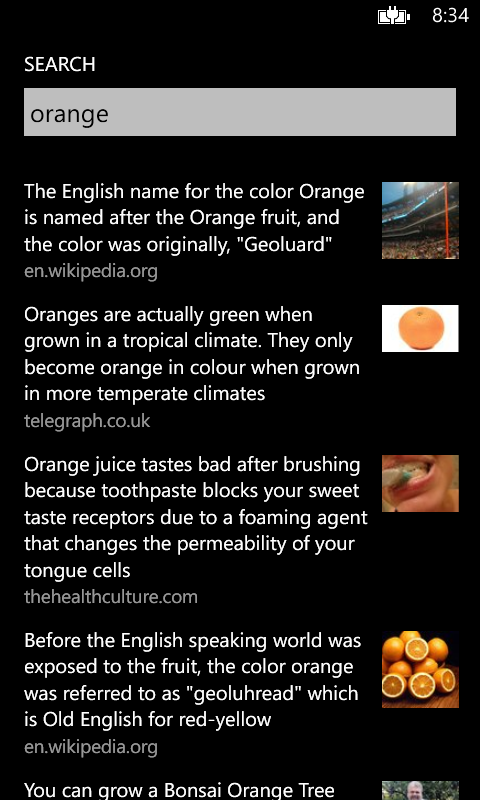 8:34
SEARCH
orange
The English name for the color Orange
is named after the Orange fruit, and
the color was originally, "Geoluard"
en.wikipedia.org
Oranges are actually green when
grown in a tropical climate. They only
become orange in colour when grown
in more temperate climates
telegraph.co.uk
Orange juice tastes bad after brushing
because toothpaste blocks your sweet
taste receptors due to a foaming agent
that changes the permeability of your
tongue cells
thehealthculture.com
Before the English speaking world was
exposed to the fruit, the color orange
was referred to as "geoluhread" which
is Old English for red-yellow
en.wikipedia.org
You can grow a Bonsai Orange Tree